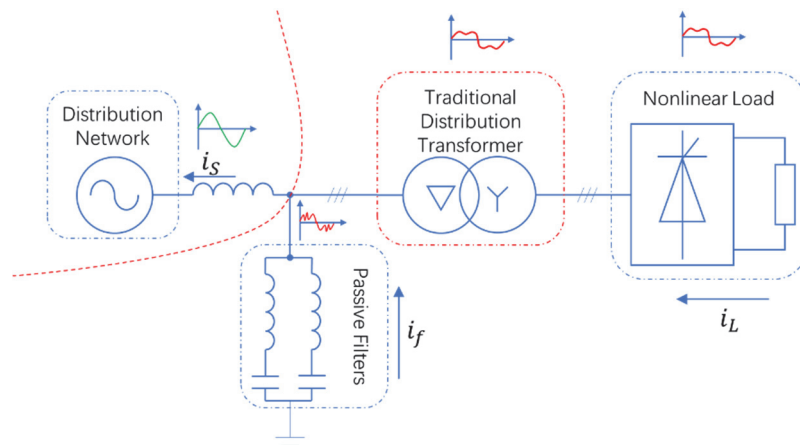 Distribution
Network
i_S
Traditional
Distribution
Transformer
Nonlinear Load
Passive Filters
i_f
i_L